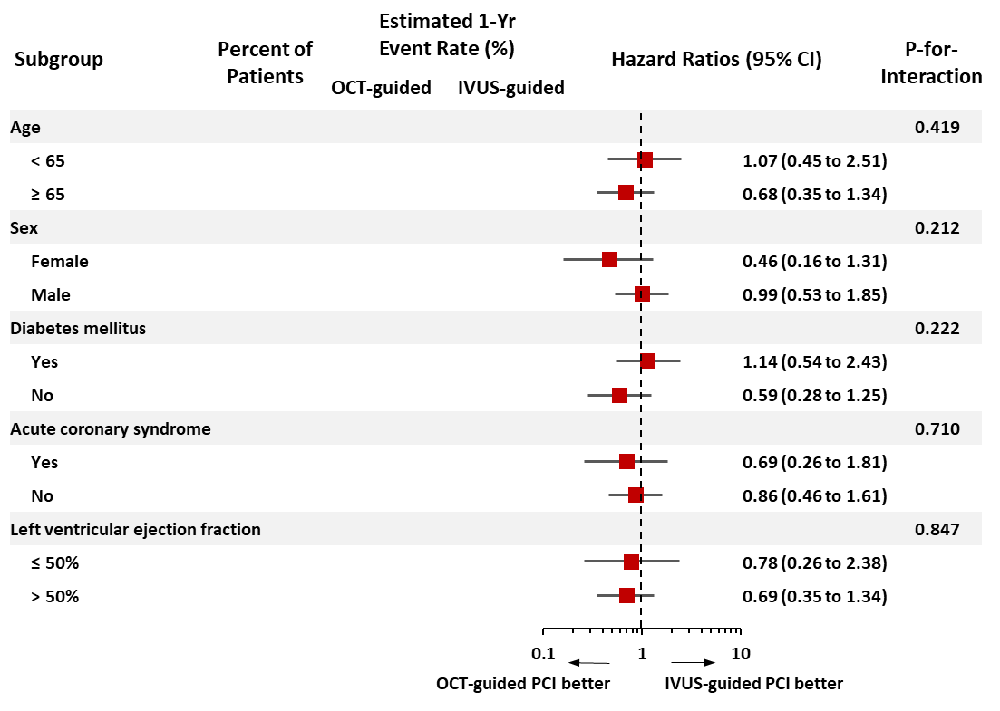 Subgroup
Percent of
Patients
Estimated 1-Yr
Event Rate (%)
OCT-guided IVUS-guided
Hazard Ratios (95% CI)
P-for-
Interaction
Age 0.419
< 65 1.07 (0.45 to 2.51)
≥ 65 0.68 (0.35 to 1.34)
Sex 0.212
Female 0.46 (0.16 to 1.31)
Male 0.99 (0.53 to 1.85)
Diabetes mellitus 0.222
Yes 1.14 (0.54 to 2.43)
No 0.59 (0.28 to 1.25)
Acute coronary syndrome 0.710
Yes 0.69 (0.26 to 1.81)
No 0.86 (0.46 to 1.61)
Left ventricular ejection fraction 0.847
≤ 50% 0.78 (0.26 to 2.38)
> 50% 0.69 (0.35 to 1.34)
0.1 1 10
OCT-guided PCI better IVUS-guided PCI better